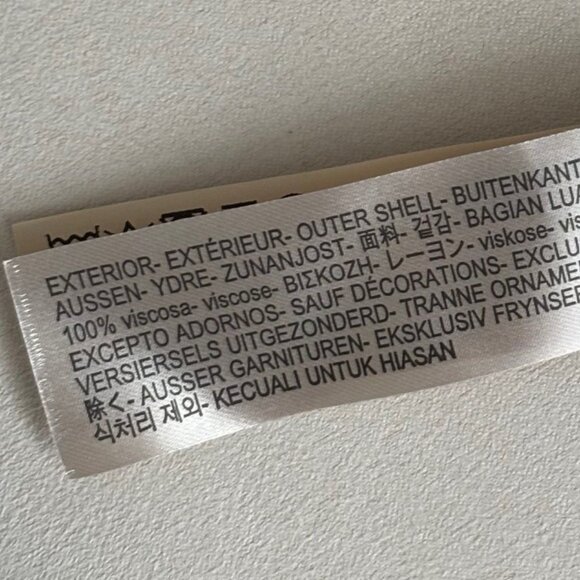 EXTERIOR- EXTÉRIEUR- OUTER SHELL- BUITENKANT
AUSSEN- YDRE- ZUNANJOST- 面料- 겉감- BAGIAN LUA
100% viscosa- viscose- ΒΙΣΚΟΖΗ- レーヨン- viskose- vis
EXCEPTO ADORNOS- SAUF DÉCORATIONS- EXCLU
VERSIERSELS UITGEZONDERD- TRANNE ORNAME
除く- AUSSER GARNITUREN- EKSKLUSIV FRYNSER
식처리 제외- KECUALI UNTUK HIASAN